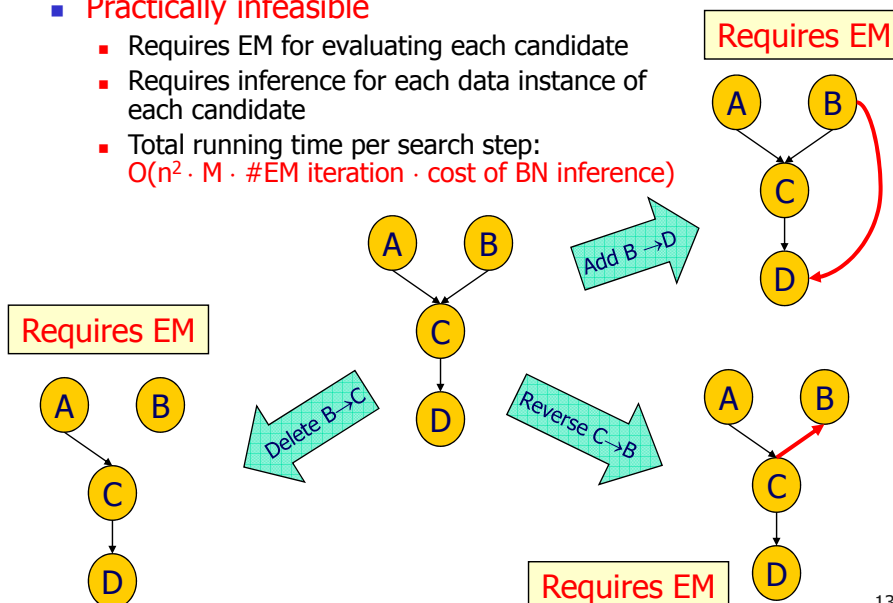 Practically infeasible
Requires EM for evaluating each candidate
Requires inference for each data instance of
each candidate
Total running time per search step:
O(n² · M · #EM iteration · cost of BN inference)
Requires EM
A B
C
D
Add B →D
A B
C
D
Requires EM
A B
C
D
Delete B→C
Reverse C→B
A B
C
D
Requires EM
13